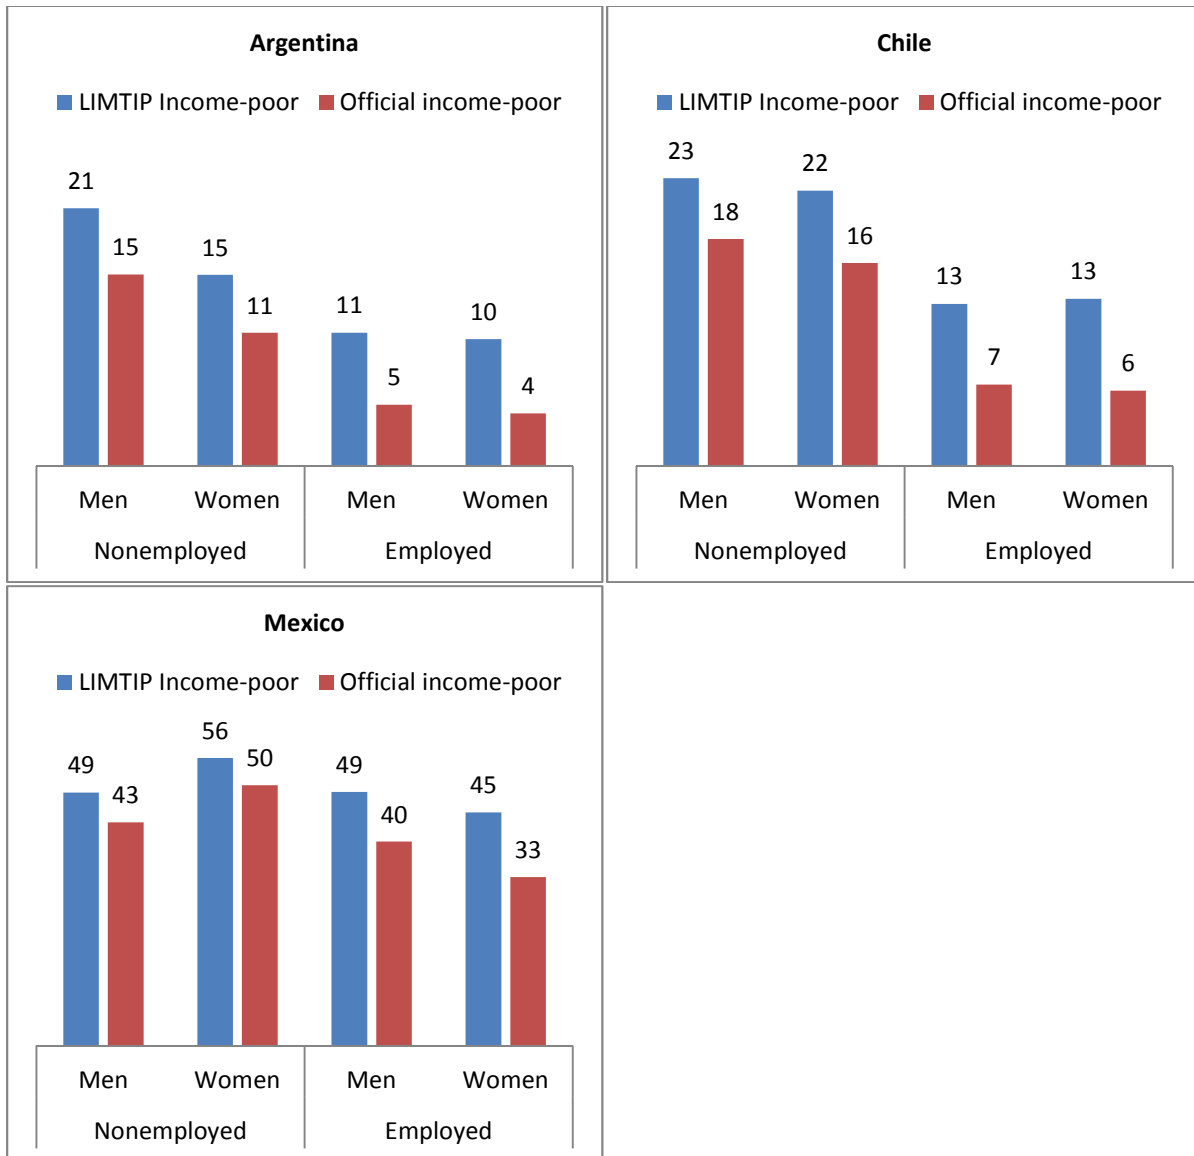 Argentina
LIMTIP Income-poor Official income-poor
21
15
15
11
11
5
10
4
Men Women Men Women
Nonemployed Employed
Chile
LIMTIP Income-poor Official income-poor
23
18
22
16
13
7
13
6
Men Women Men Women
Nonemployed Employed
Mexico
LIMTIP Income-poor Official income-poor
49
43
56
50
49
40
45
33
Men Women Men Women
Nonemployed Employed